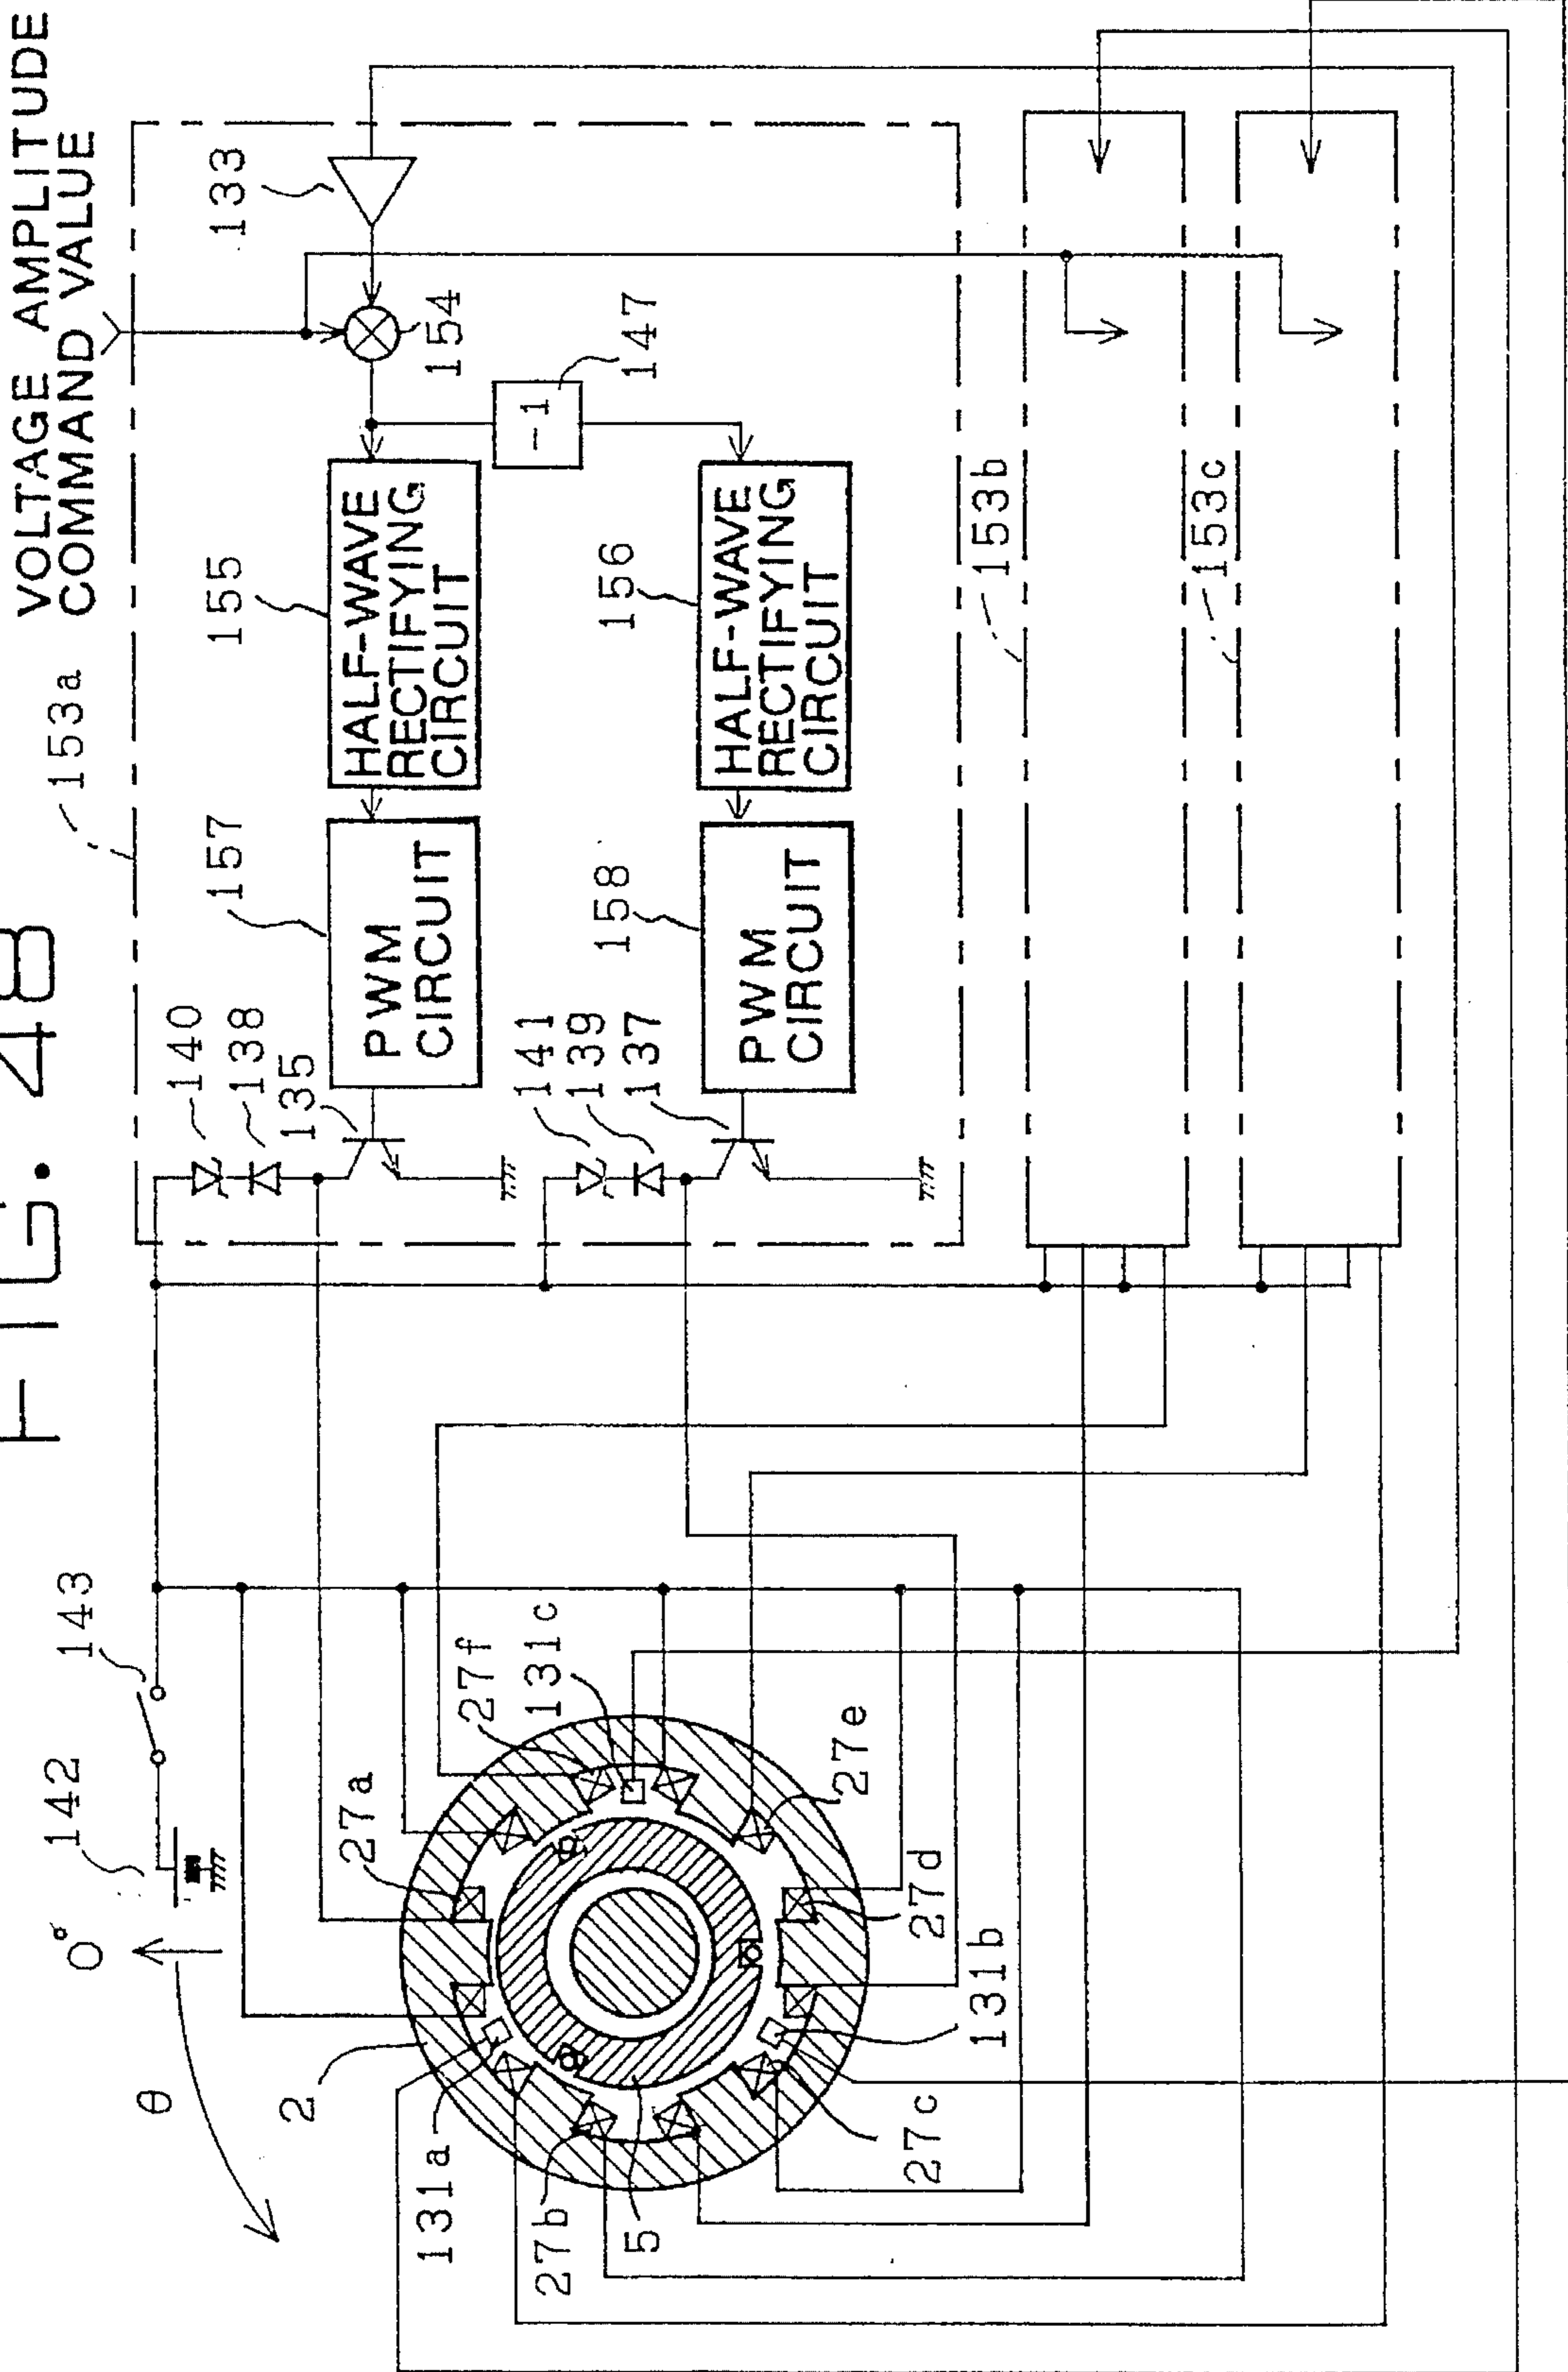 FIG. 48
VOLTAGE AMPLITUDE
COMMAND VALUE
153a
133
154
147
-1
155
HALF-WAVE
RECTIFYING
CIRCUIT
157
PWM
CIRCUIT
156
HALF-WAVE
RECTIFYING
CIRCUIT
158
PWM
CIRCUIT
140
138
135
141
139
137
153b
153c
142
143
0°
θ
2
131a
27a
27f
131c
27e
27d
131b
27c
27b
5